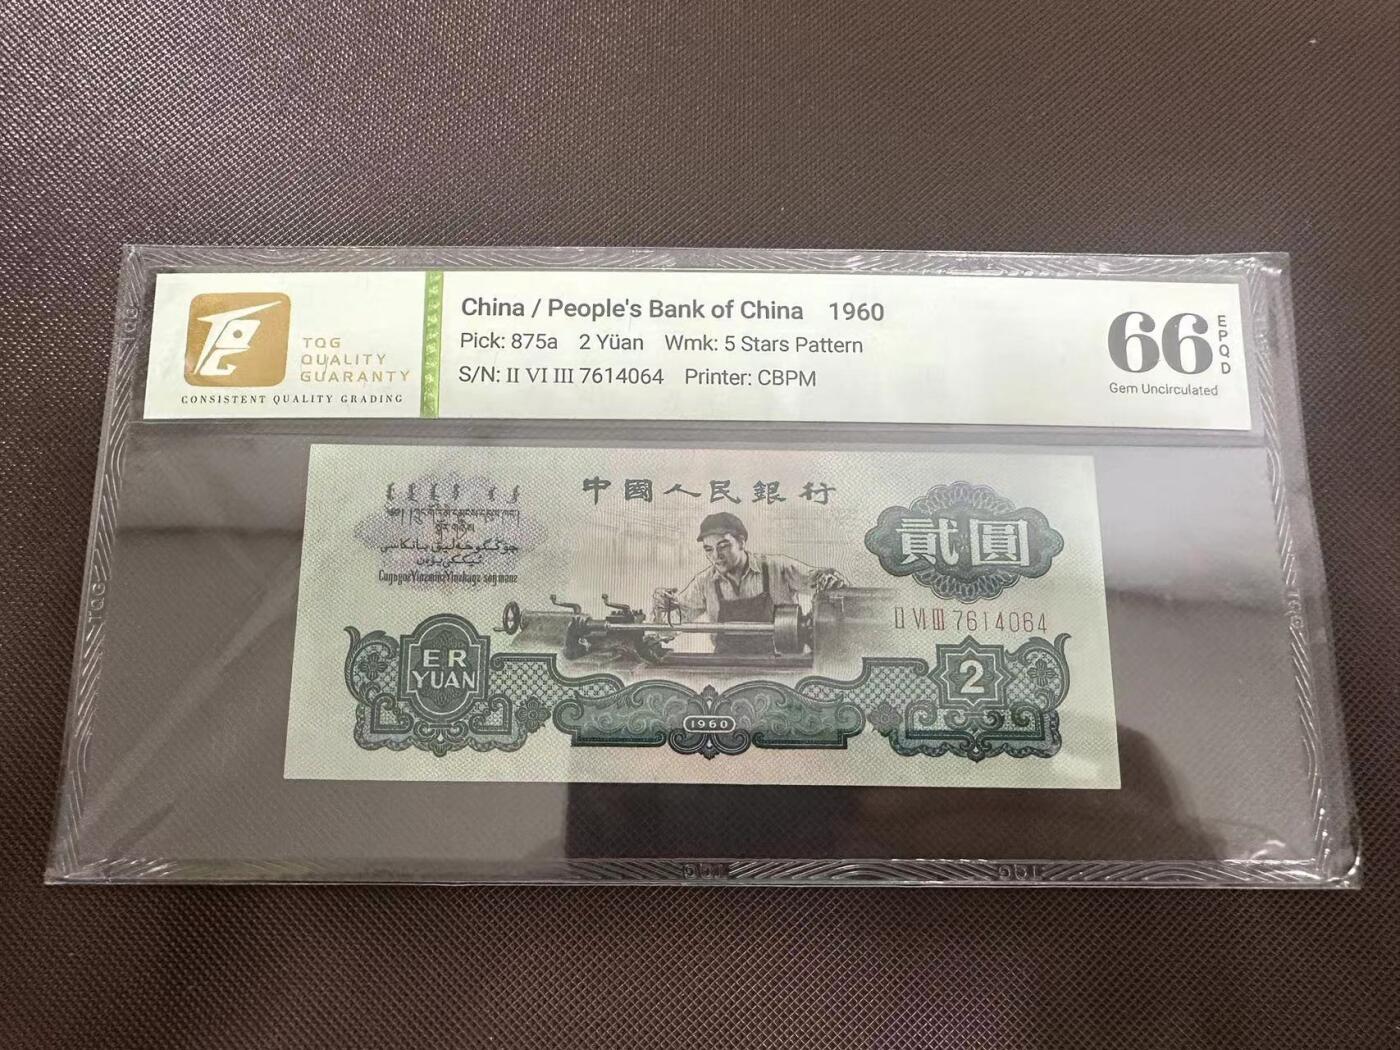 TQG
QUALITY
GUARANTY
CONSISTENT QUALITY GRADING
China / People's Bank of China 1960
Pick: 875a 2 Yüan Wmk: 5 Stars Pattern
S/N: II VI III 7614064 Printer: CBPM
66 EPQD
Gem Uncirculated
中國人民銀行
貳圓
II VI III 7614064
ER
YUAN
2
1960